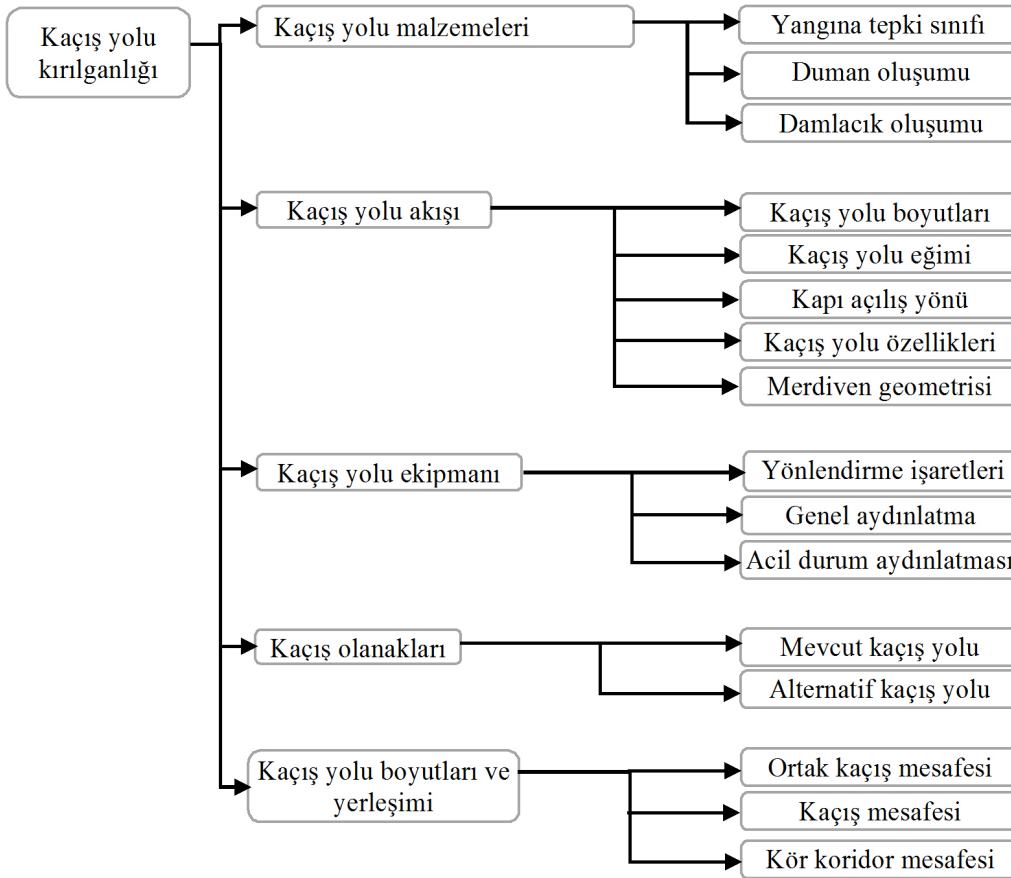 Kaçış yolu
kırılganlığı
Kaçış yolu malzemeleri
Yangına tepki sınıfı
Duman oluşumu
Damlacık oluşumu
Kaçış yolu akışı
Kaçış yolu boyutları
Kaçış yolu eğimi
Kapı açılış yönü
Kaçış yolu özellikleri
Merdiven geometrisi
Kaçış yolu ekipmanı
Yönlendirme işaretleri
Genel aydınlatma
Acil durum aydınlatması
Kaçış olanakları
Mevcut kaçış yolu
Alternatif kaçış yolu
Kaçış yolu boyutları ve
yerleşimi
Ortak kaçış mesafesi
Kaçış mesafesi
Kör koridor mesafesi